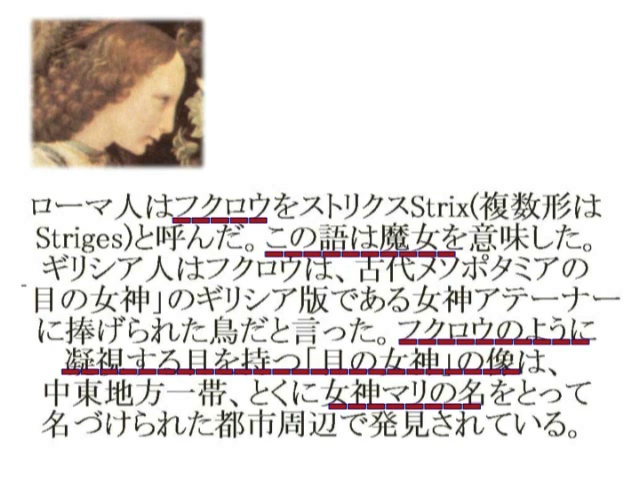 ローマ人はフクロウをストリクスStrix(複数形は
Striges)と呼んだ。この語は魔女を意味した。
ギリシア人はフクロウは、古代メソポタミアの
目の女神」のギリシア版である女神アテーナー
に捧げられた鳥だと言った。フクロウのように
凝視する目を持つ「目の女神」の像は、
中東地方一帯、とくに女神マリの名をとって
名づけられた都市周辺で発見されている。